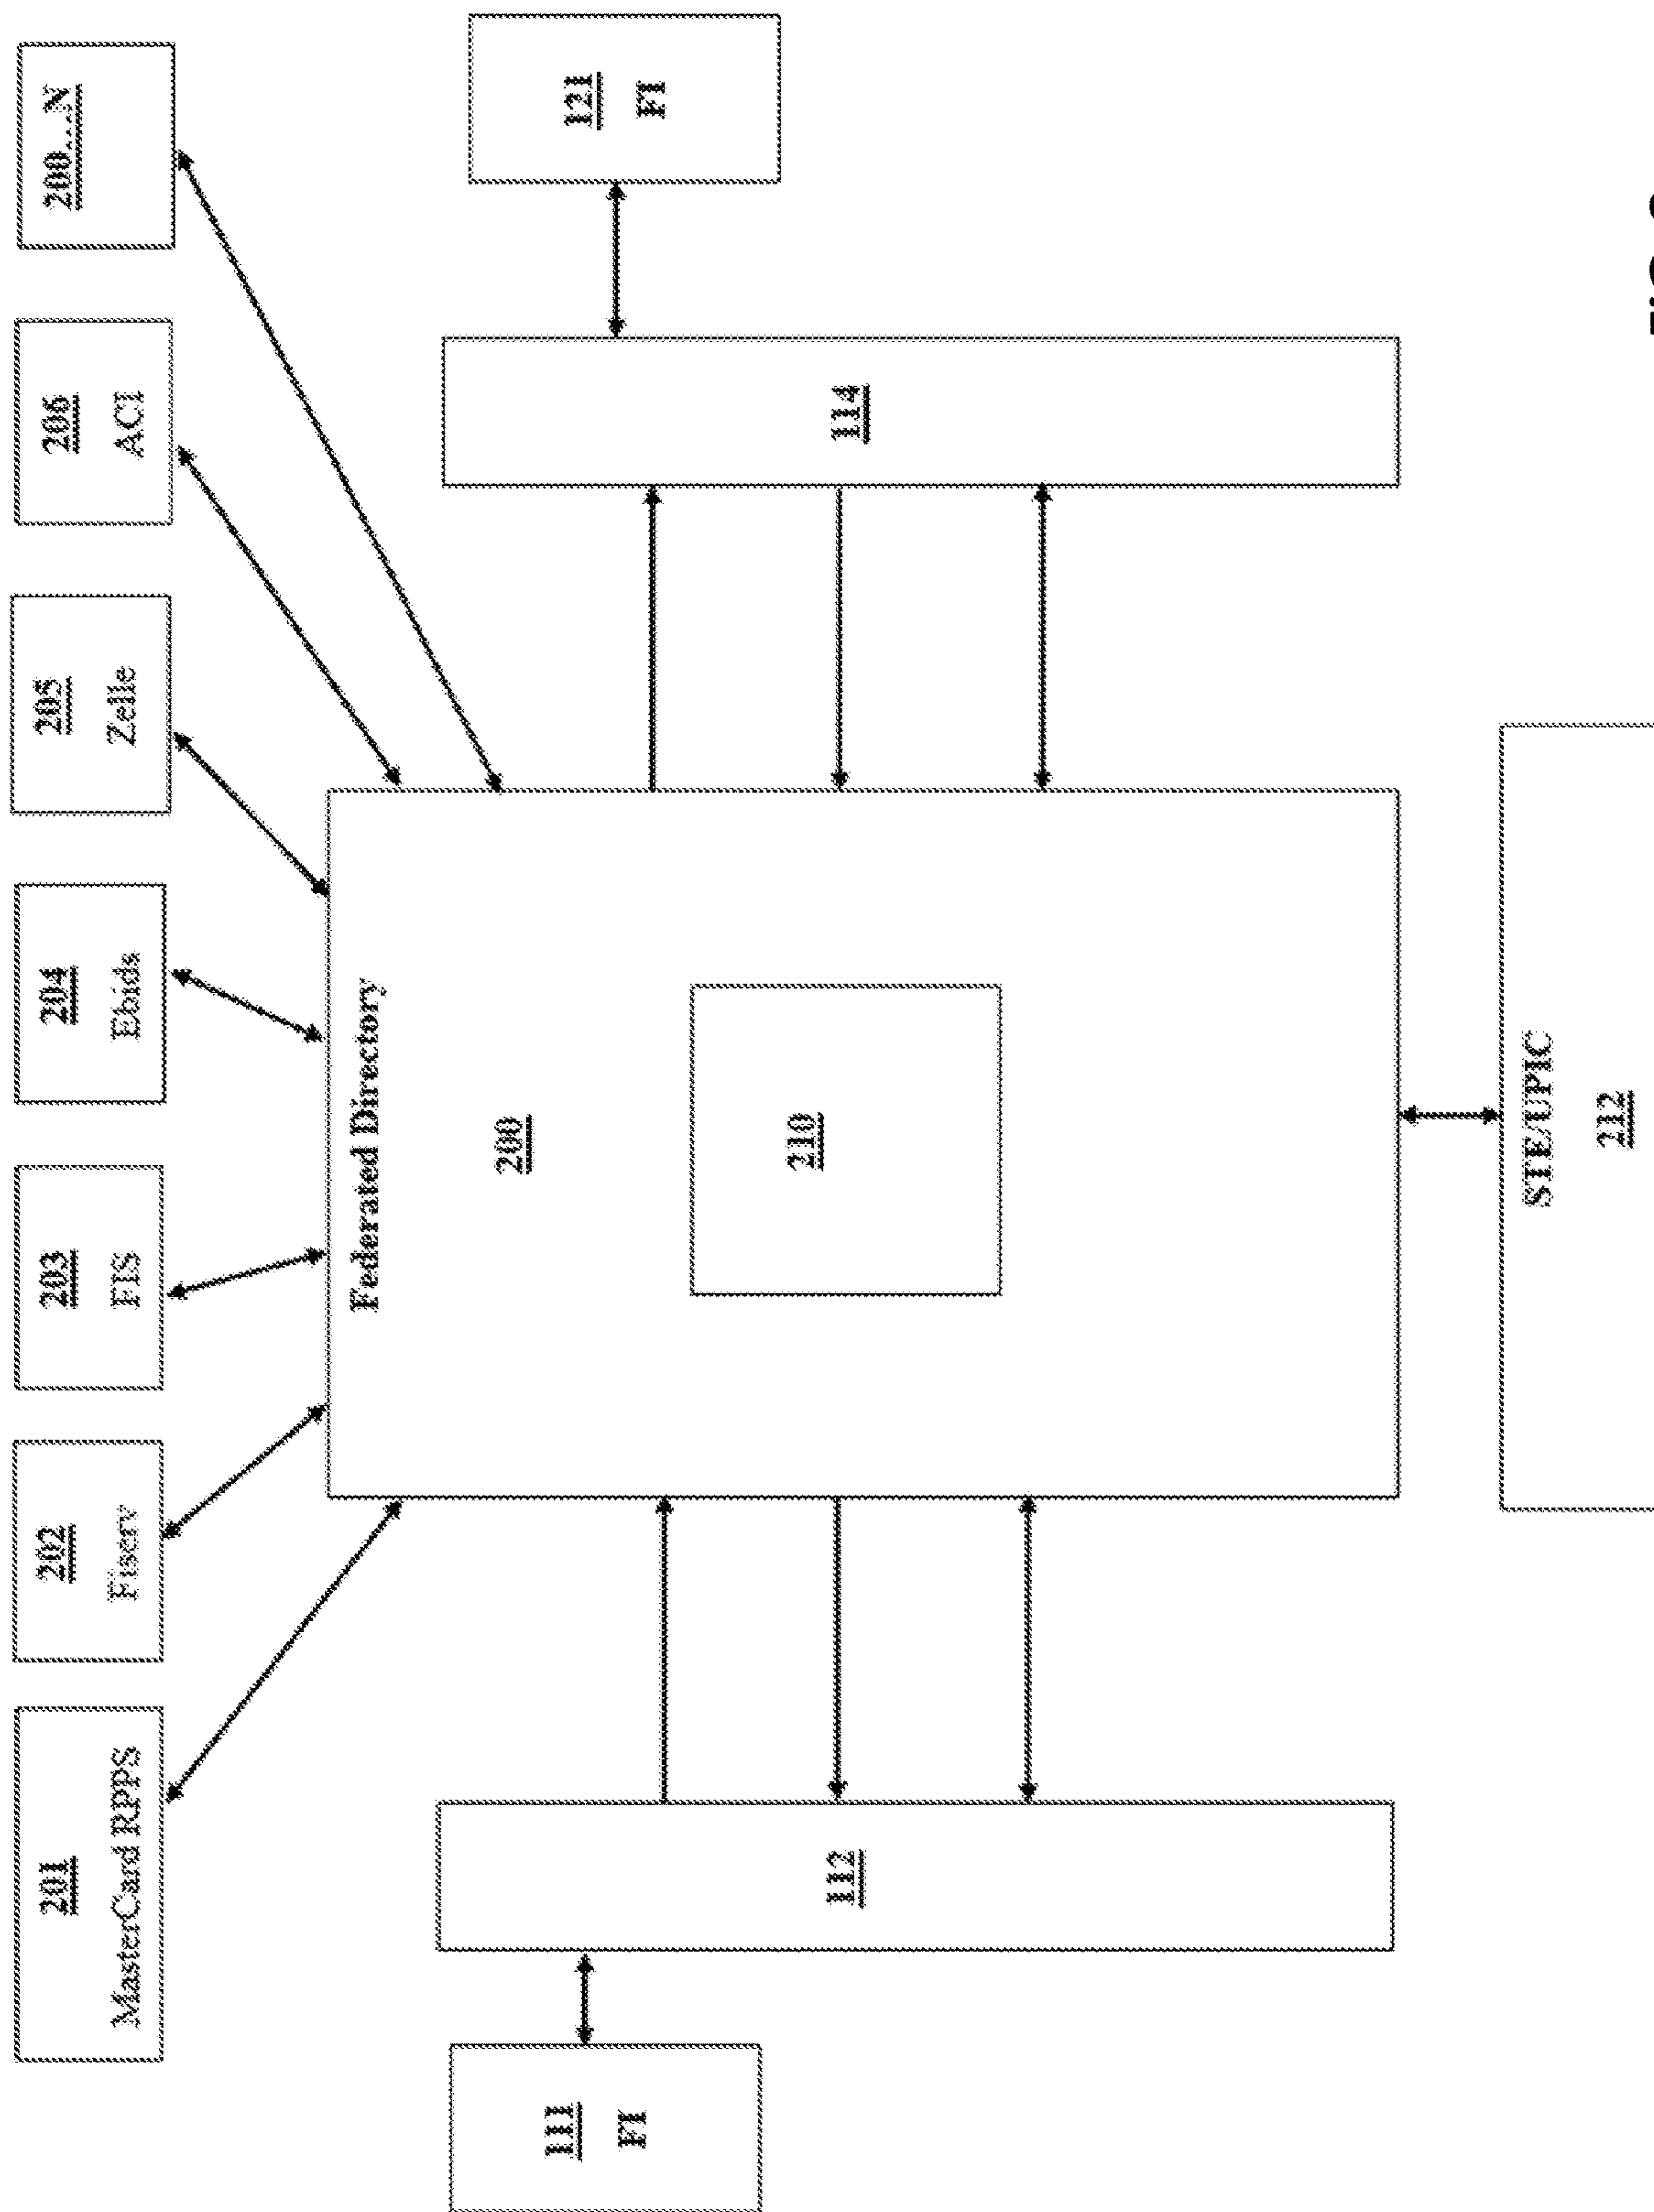 201
MasterCard RPPS
202
Fiserv
203
FIS
204
Ebids
205
Zelle
206
ACI
200...N
Federated Directory
200
210
111
FI
112
114
121
FI
STE/UPIC
212